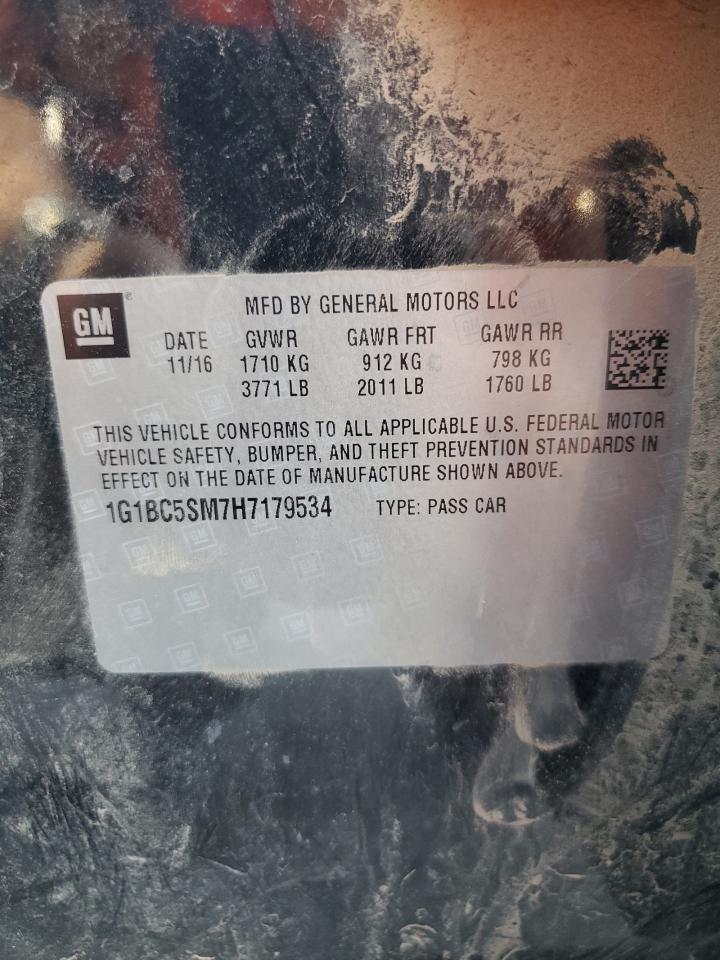 GM®
MFD BY GENERAL MOTORS LLC
DATE GVWR GAWR FRT GAWR RR
11/16 1710 KG 912 KG 798 KG
3771 LB 2011 LB 1760 LB
THIS VEHICLE CONFORMS TO ALL APPLICABLE U.S. FEDERAL MOTOR
VEHICLE SAFETY, BUMPER, AND THEFT PREVENTION STANDARDS IN
EFFECT ON THE DATE OF MANUFACTURE SHOWN ABOVE.
1G1BC5SM7H7179534 TYPE: PASS CAR